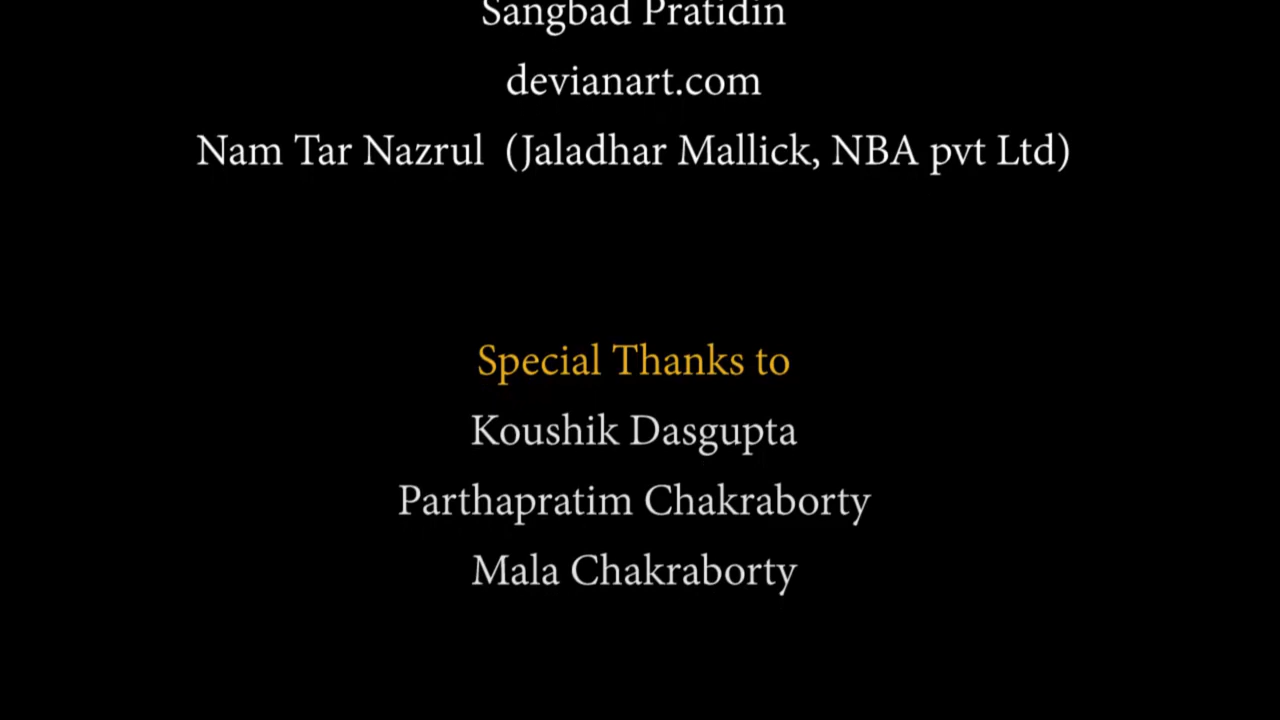 Sangbad Pratidin
devianart.com
Nam Tar Nazrul (Jaladhar Mallick, NBA pvt Ltd)
Special Thanks to
Koushik Dasgupta
Parthapratim Chakraborty
Mala Chakraborty